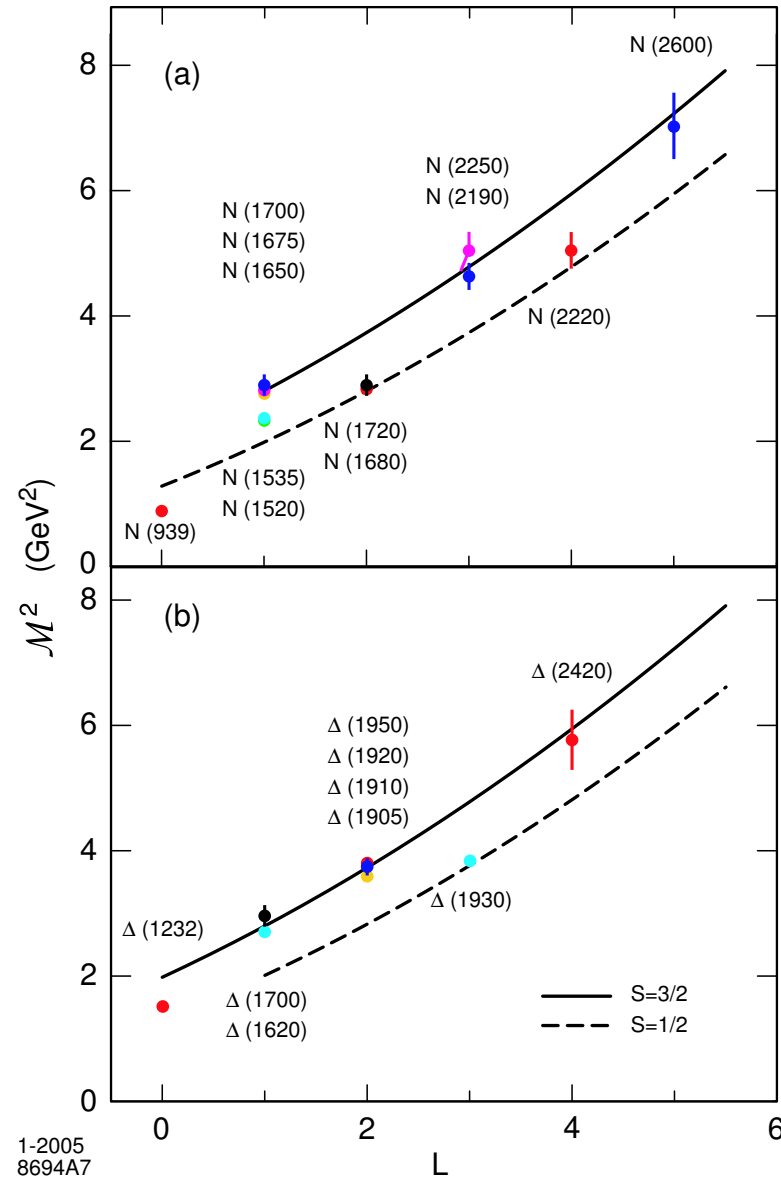 (a)
N (2600)
N (2250)
N (2190)
N (1700)
N (1675)
N (1650)
N (2220)
N (1720)
N (1680)
N (1535)
N (1520)
N (939)
8
6
4
2
0
(b)
Δ (2420)
Δ (1950)
Δ (1920)
Δ (1910)
Δ (1905)
Δ (1930)
Δ (1232)
Δ (1700)
Δ (1620)
S=3/2
S=1/2
8
6
4
2
0
ℳ² (GeV²)
0 2 4 6
L
1-2005
8694A7